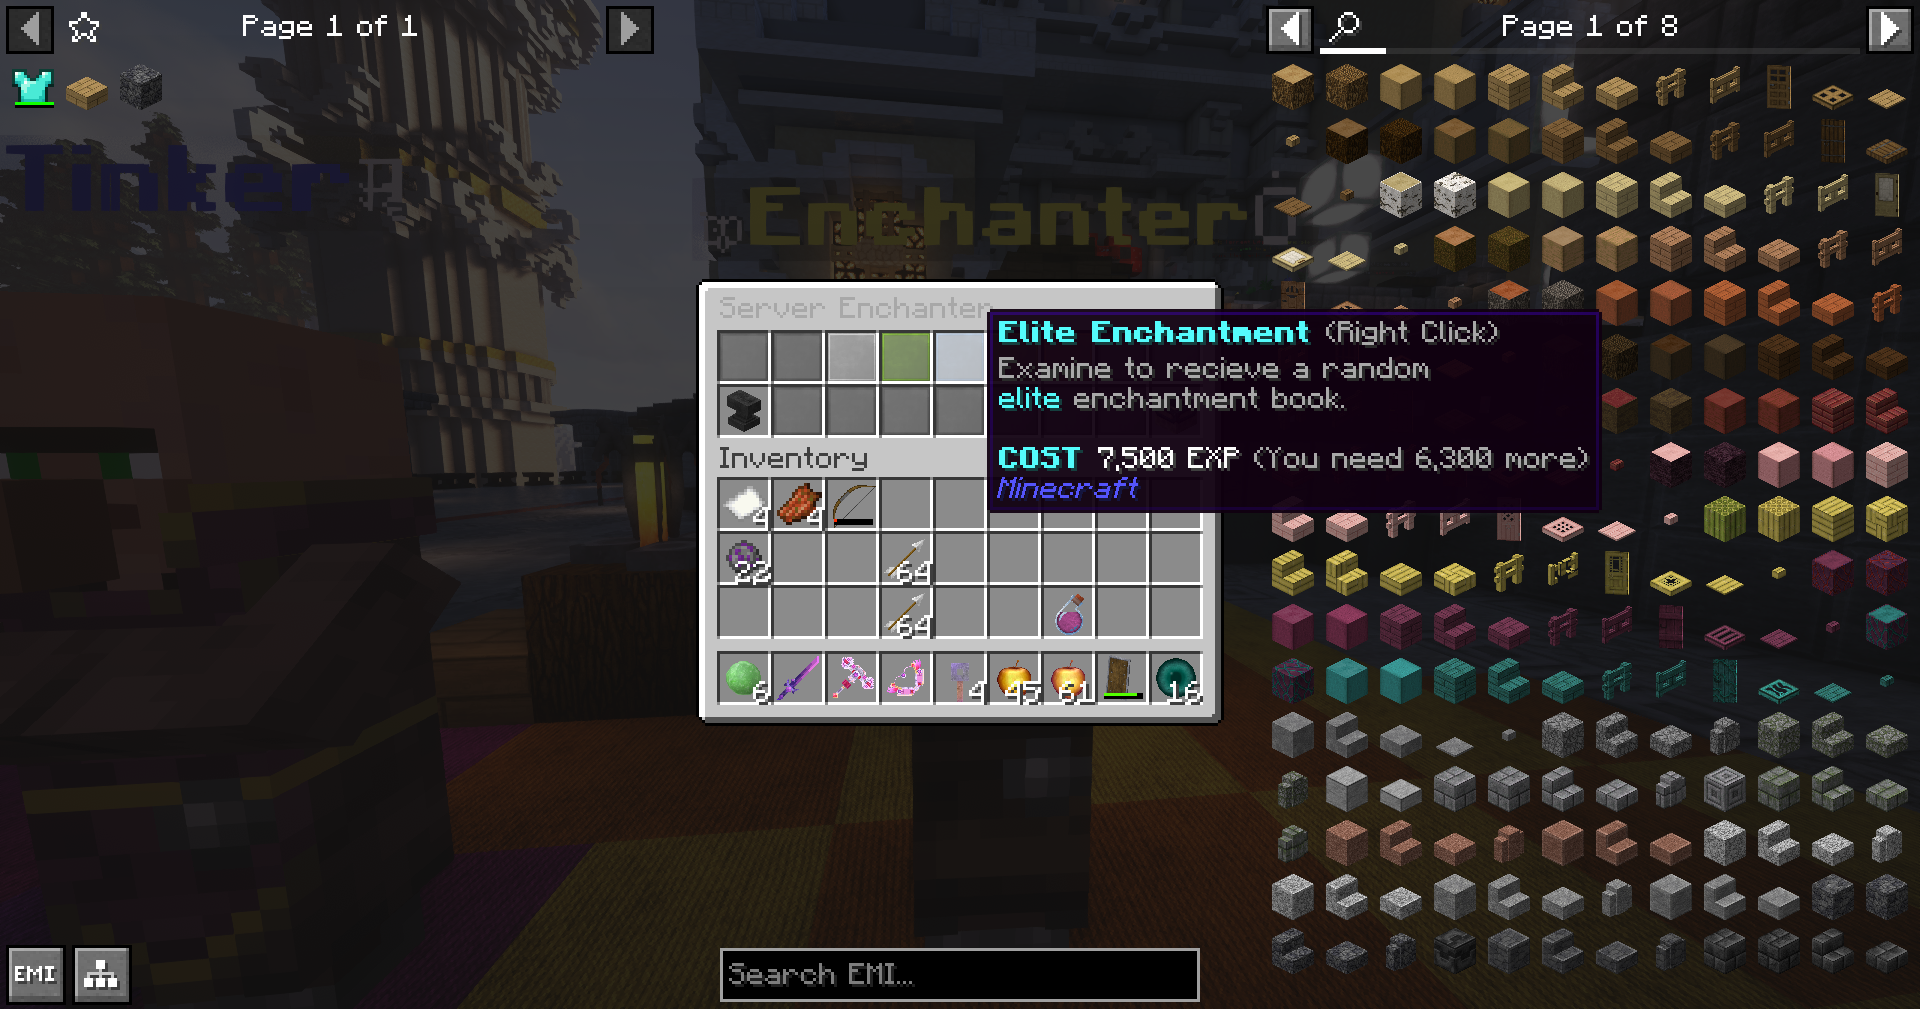 Page 1 of 1
Page 1 of 8
Tinker
Enchanter
Server Enchanter
Elite Enchantment (Right Click)
Examine to recieve a random
elite enchantment book.
COST 7,500 EXP (You need 6,300 more)
Minecraft
Inventory
4 4
22 64
64
6 4 45 61 16
EMI
Search EMI...